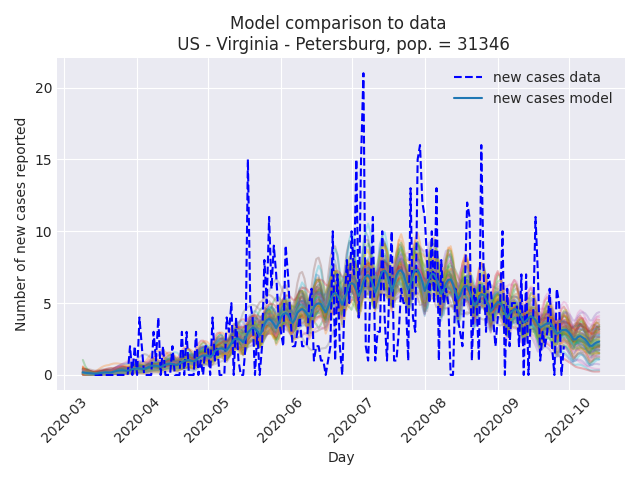 Model comparison to data
US - Virginia - Petersburg, pop. = 31346
new cases data
new cases model
Number of new cases reported
20
15
10
5
0
2020-03
2020-04
2020-05
2020-06
2020-07
2020-08
2020-09
2020-10
Day